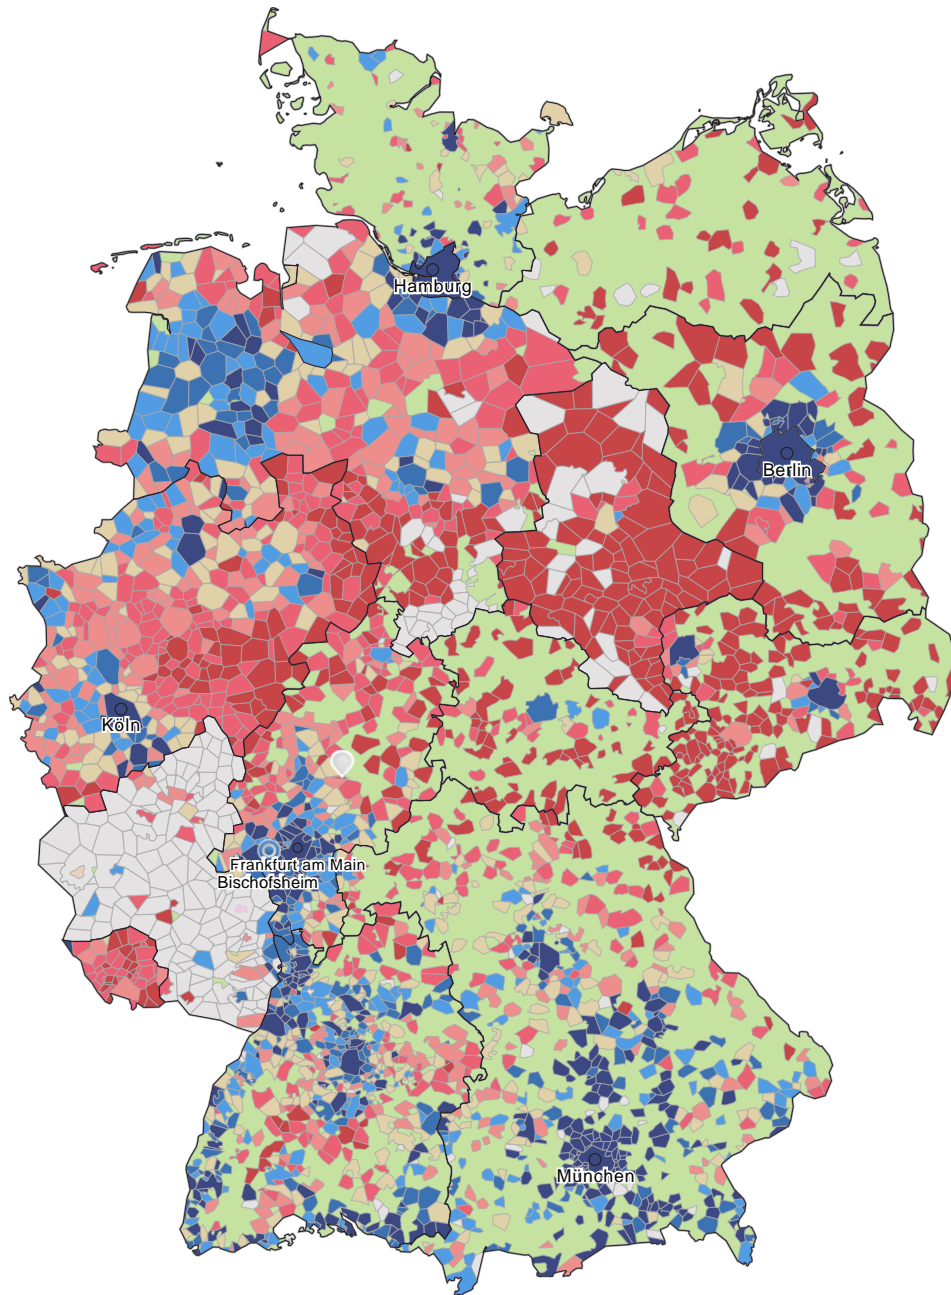 Hamburg
Berlin
Köln
Frankfurt am Main
Bischofsheim
München